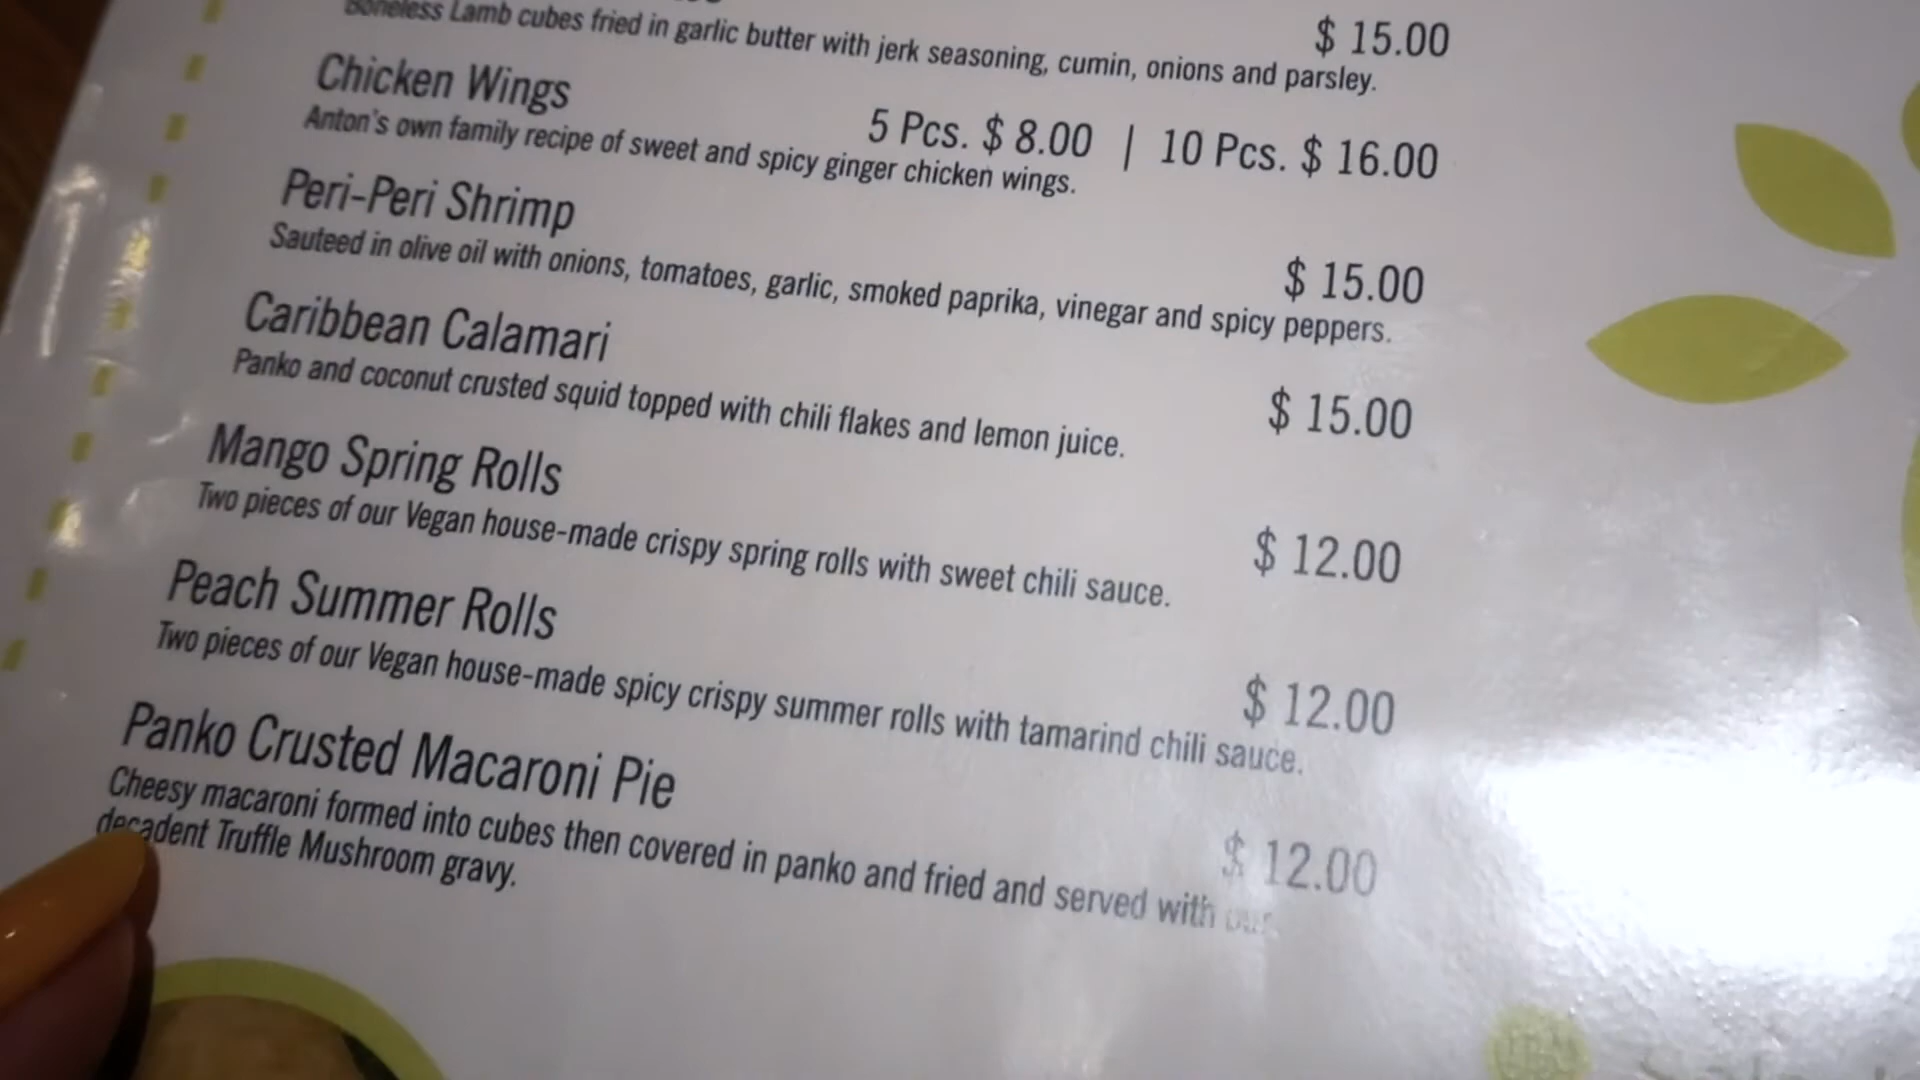 $ 15.00
Boneless Lamb cubes fried in garlic butter with jerk seasoning, cumin, onions and parsley.
Chicken Wings 5 Pcs. $ 8.00 | 10 Pcs. $ 16.00
Anton's own family recipe of sweet and spicy ginger chicken wings.
Peri-Peri Shrimp $ 15.00
Sauteed in olive oil with onions, tomatoes, garlic, smoked paprika, vinegar and spicy peppers.
Caribbean Calamari $ 15.00
Panko and coconut crusted squid topped with chili flakes and lemon juice.
Mango Spring Rolls $ 12.00
Two pieces of our Vegan house-made crispy spring rolls with sweet chili sauce.
Peach Summer Rolls $ 12.00
Two pieces of our Vegan house-made spicy crispy summer rolls with tamarind chili sauce.
Panko Crusted Macaroni Pie $ 12.00
Cheesy macaroni formed into cubes then covered in panko and fried and served with our
decadent Truffle Mushroom gravy.